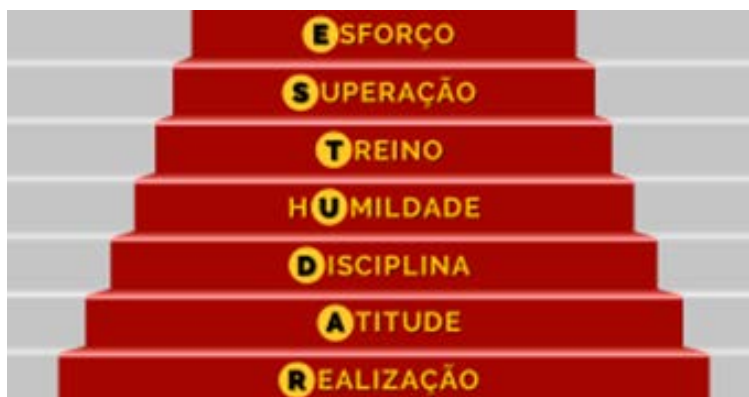 ESFORÇO
SUPERAÇÃO
TREINO
HUMILDADE
DISCIPLINA
ATITUDE
REALIZAÇÃO